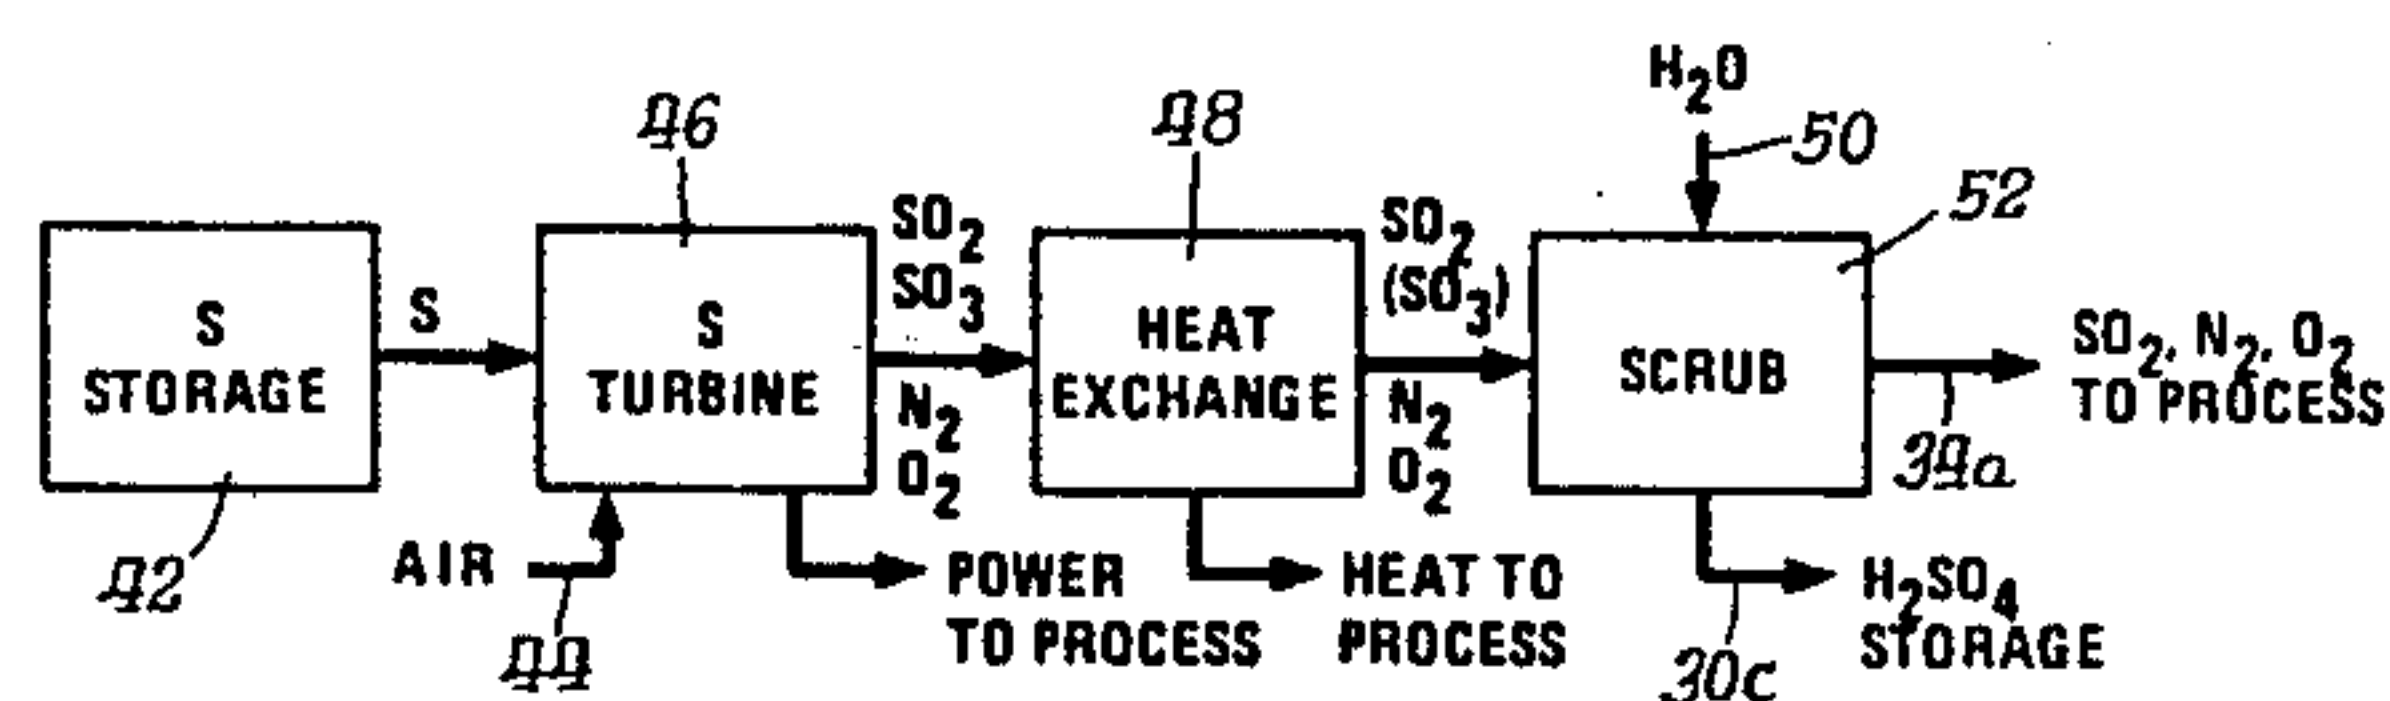 H2O
46
48
50
52
SO2
SO3
SO2
(SO3)
S
STORAGE
S
S
TURBINE
HEAT
EXCHANGE
SCRUB
SO2, N2, O2
TO PROCESS
N2
O2
N2
O2
34a
42
AIR
44
POWER
TO PROCESS
HEAT TO
PROCESS
H2SO4
STORAGE
30c